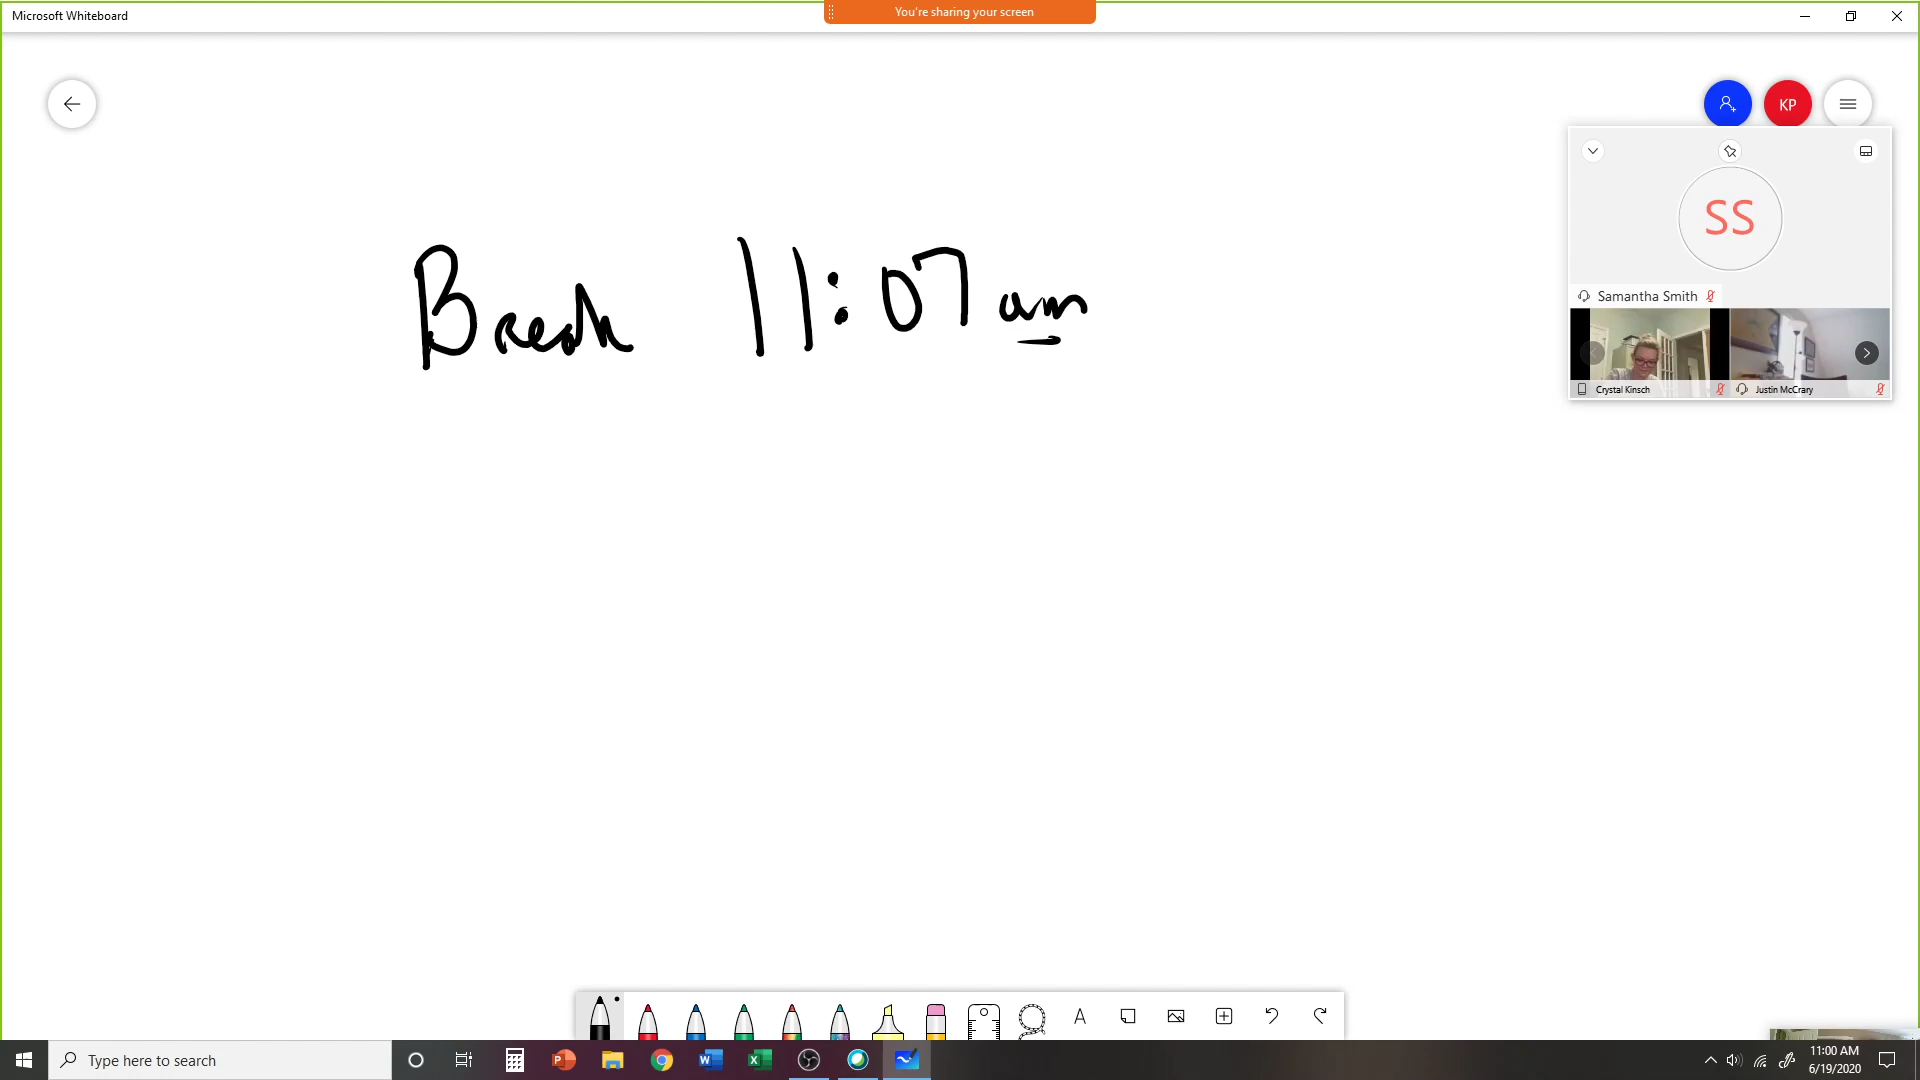 Microsoft Whiteboard
You're sharing your screen
KP
SS
Samantha Smith
Crystal Kinsch
Justin McCrary
Break 11:07 am
A
Type here to search
11:00 AM
6/19/2020